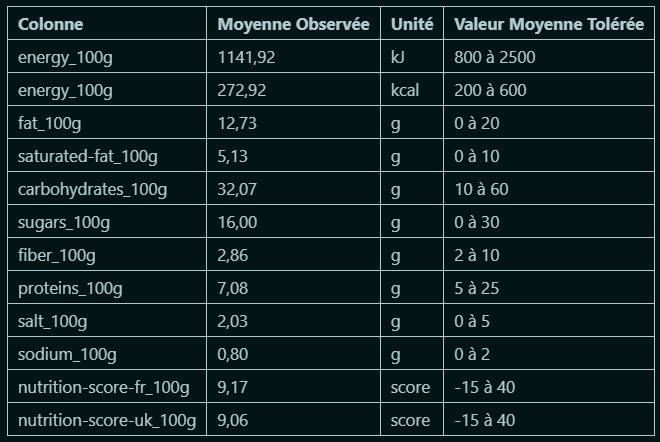 Colonne Moyenne Observée Unité Valeur Moyenne Tolérée
energy_100g 1141,92 kJ 800 à 2500
energy_100g 272,92 kcal 200 à 600
fat_100g 12,73 g 0 à 20
saturated-fat_100g 5,13 g 0 à 10
carbohydrates_100g 32,07 g 10 à 60
sugars_100g 16,00 g 0 à 30
fiber_100g 2,86 g 2 à 10
proteins_100g 7,08 g 5 à 25
salt_100g 2,03 g 0 à 5
sodium_100g 0,80 g 0 à 2
nutrition-score-fr_100g 9,17 score -15 à 40
nutrition-score-uk_100g 9,06 score -15 à 40